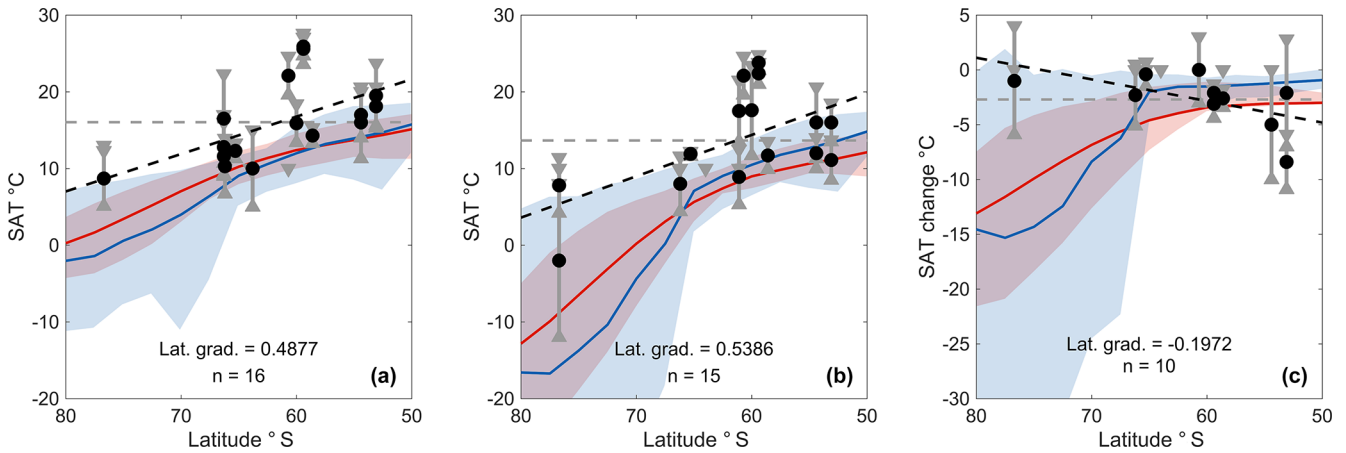 30
20
10
0
-10
-20
SAT °C
80
70
60
50
Latitude ° S
Lat. grad. = 0.4877
n = 16
(a)
30
20
10
0
-10
-20
SAT °C
80
70
60
50
Latitude ° S
Lat. grad. = 0.5386
n = 15
(b)
5
0
-5
-10
-15
-20
-25
-30
SAT change °C
80
70
60
50
Latitude ° S
Lat. grad. = -0.1972
n = 10
(c)